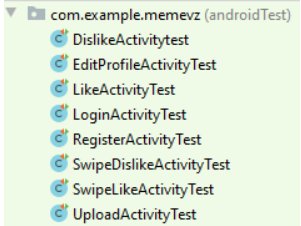 com.example.memevz (androidTest)
DislikeActivitytest
EditProfileActivityTest
LikeActivityTest
LoginActivityTest
RegisterActivityTest
SwipeDislikeActivityTest
SwipeLikeActivityTest
UploadActivityTest